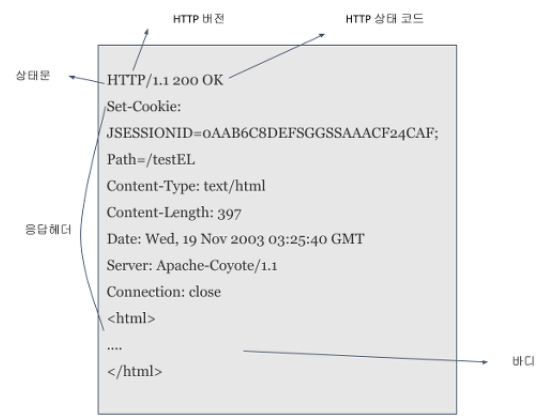 HTTP 버전
HTTP 상태 코드
상태문
HTTP/1.1 200 OK
Set-Cookie:
JSESSIONID=0AAB6C8DEFSGGSSAAACF24CAF;
Path=/testEL
Content-Type: text/html
Content-Length: 397
응답헤더
Date: Wed, 19 Nov 2003 03:25:40 GMT
Server: Apache-Coyote/1.1
Connection: close
<html>
....
바디
</html>